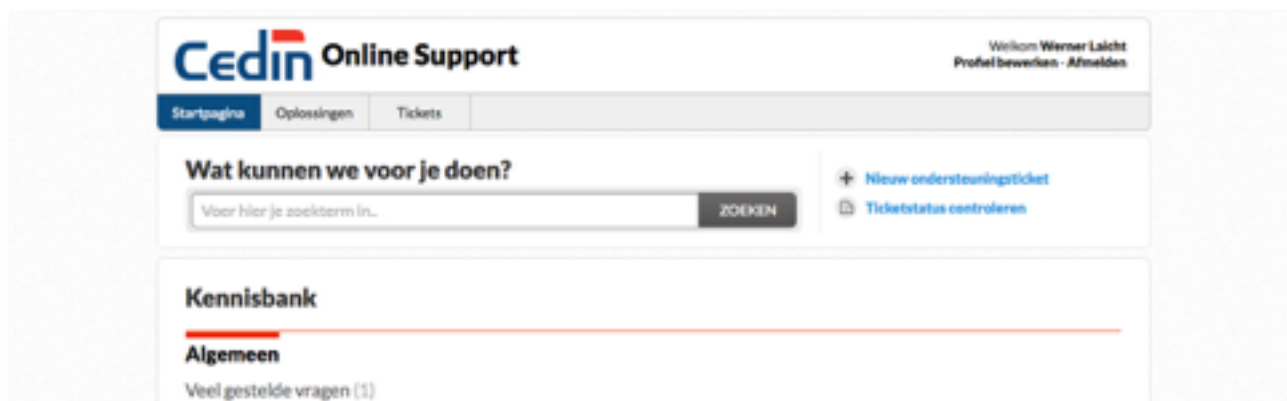 Cedin Online Support
Welkom Werner Laicht
Profiel bewerken - Afmelden
Startpagina Oplossingen Tickets
Wat kunnen we voor je doen?
Voer hier je zoekterm in.. ZOEKEN
Nieuw ondersteuningsticket
Ticketstatus controleren
Kennisbank
Algemeen
Veel gestelde vragen (1)